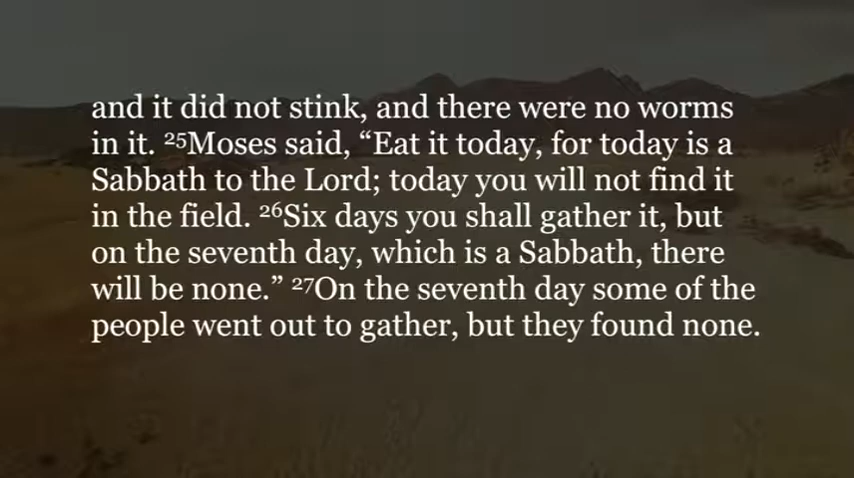 and it did not stink, and there were no worms
in it. ²⁵Moses said, “Eat it today, for today is a
Sabbath to the Lord; today you will not find it
in the field. ²⁶Six days you shall gather it, but
on the seventh day, which is a Sabbath, there
will be none.” ²⁷On the seventh day some of the
people went out to gather, but they found none.